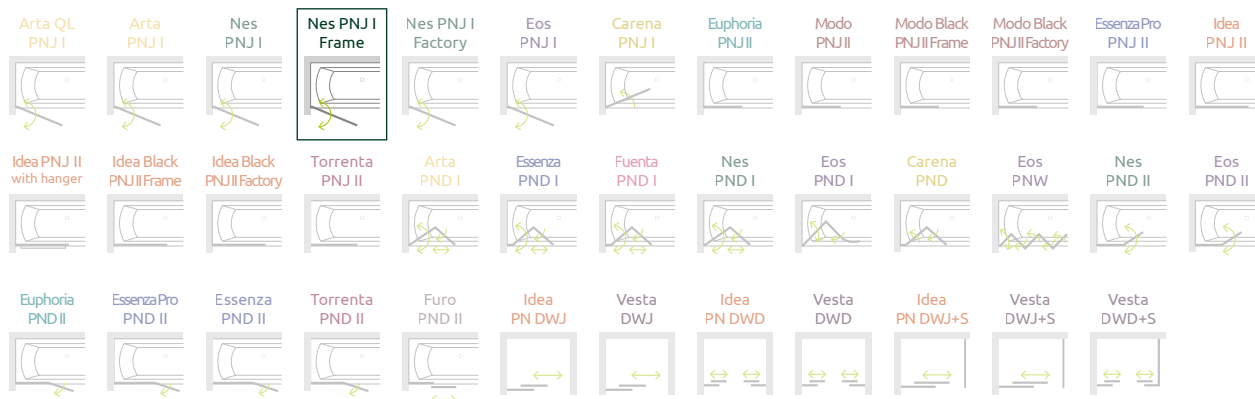 Arta QL
PNJ I
Arta
PNJ I
Nes
PNJ I
Nes PNJ I
Frame
Nes PNJ I
Factory
Eos
PNJ I
Carena
PNJ I
Euphoria
PNJ II
Modo
PNJ II
Modo Black
PNJ II Frame
Modo Black
PNJ II Factory
Essenza Pro
PNJ II
Idea
PNJ II
Idea PNJ II
with hanger
Idea Black
PNJ II Frame
Idea Black
PNJ II Factory
Torrenta
PNJ II
Arta
PND I
Essenza
PND I
Fuenta
PND I
Nes
PND I
Eos
PND I
Carena
PND
Eos
PNW
Nes
PND II
Eos
PND II
Euphoria
PND II
Essenza Pro
PND II
Essenza
PND II
Torrenta
PND II
Furo
PND II
Idea
PN DWJ
Vesta
DWJ
Idea
PN DWD
Vesta
DWD
Idea
PN DWJ+S
Vesta
DWJ+S
Vesta
DWD+S